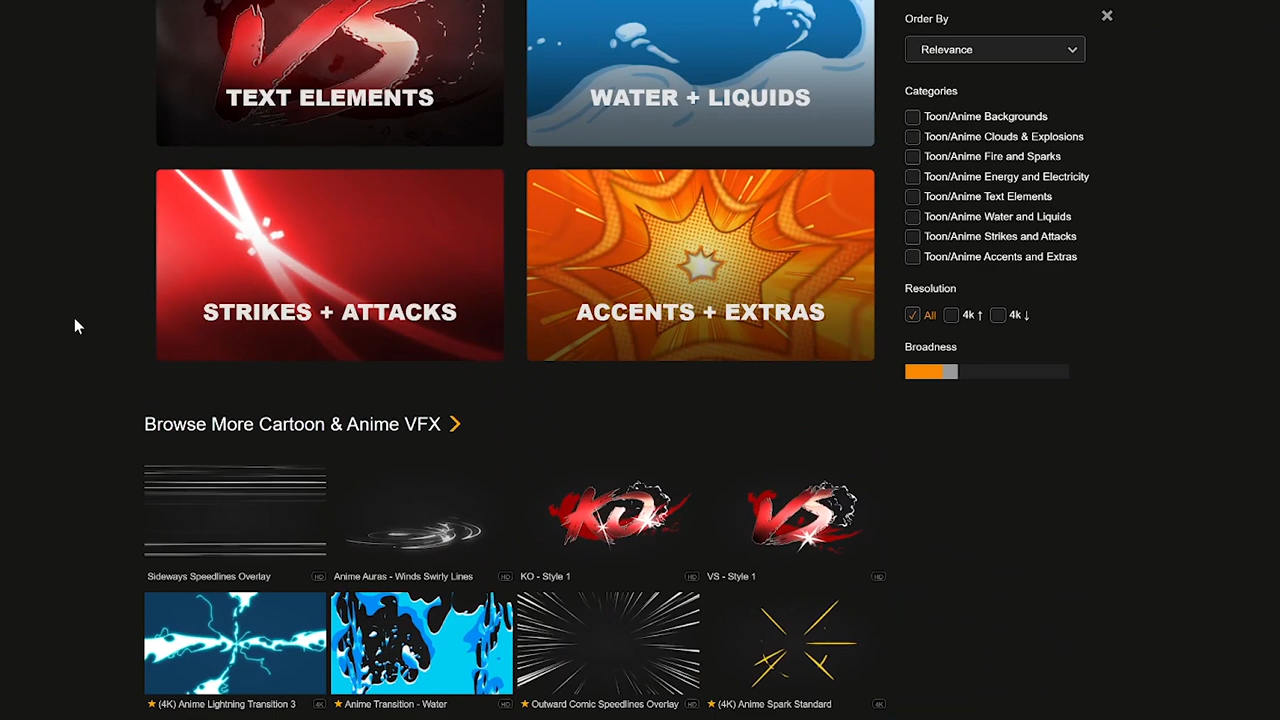 VS
TEXT ELEMENTS
WATER + LIQUIDS
STRIKES + ATTACKS
ACCENTS + EXTRAS
Order By
Relevance
Categories
Toon/Anime Backgrounds
Toon/Anime Clouds & Explosions
Toon/Anime Fire and Sparks
Toon/Anime Energy and Electricity
Toon/Anime Text Elements
Toon/Anime Water and Liquids
Toon/Anime Strikes and Attacks
Toon/Anime Accents and Extras
Resolution
All 4k ↑ 4k ↓
Broadness
Browse More Cartoon & Anime VFX
KO VS
Sideways Speedlines Overlay HD Anime Auras - Winds Swirly Lines HD KO - Style 1 HD VS - Style 1 HD
(4K) Anime Lightning Transition 3 4K Anime Transition - Water HD Outward Comic Speedlines Overlay HD (4K) Anime Spark Standard 4K